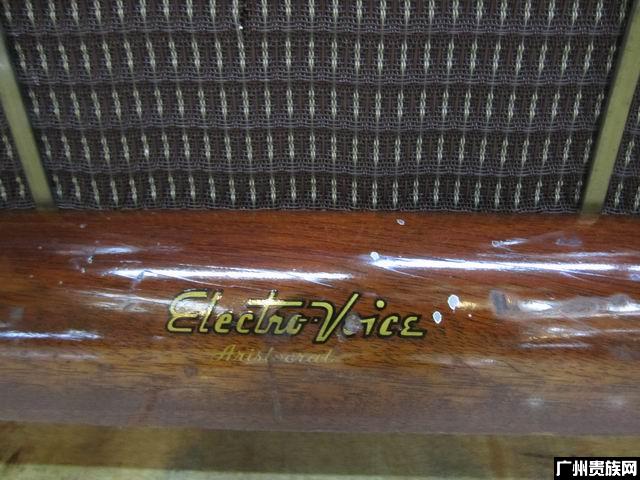 Electro-Voice
Aristocrat
广州贵族网